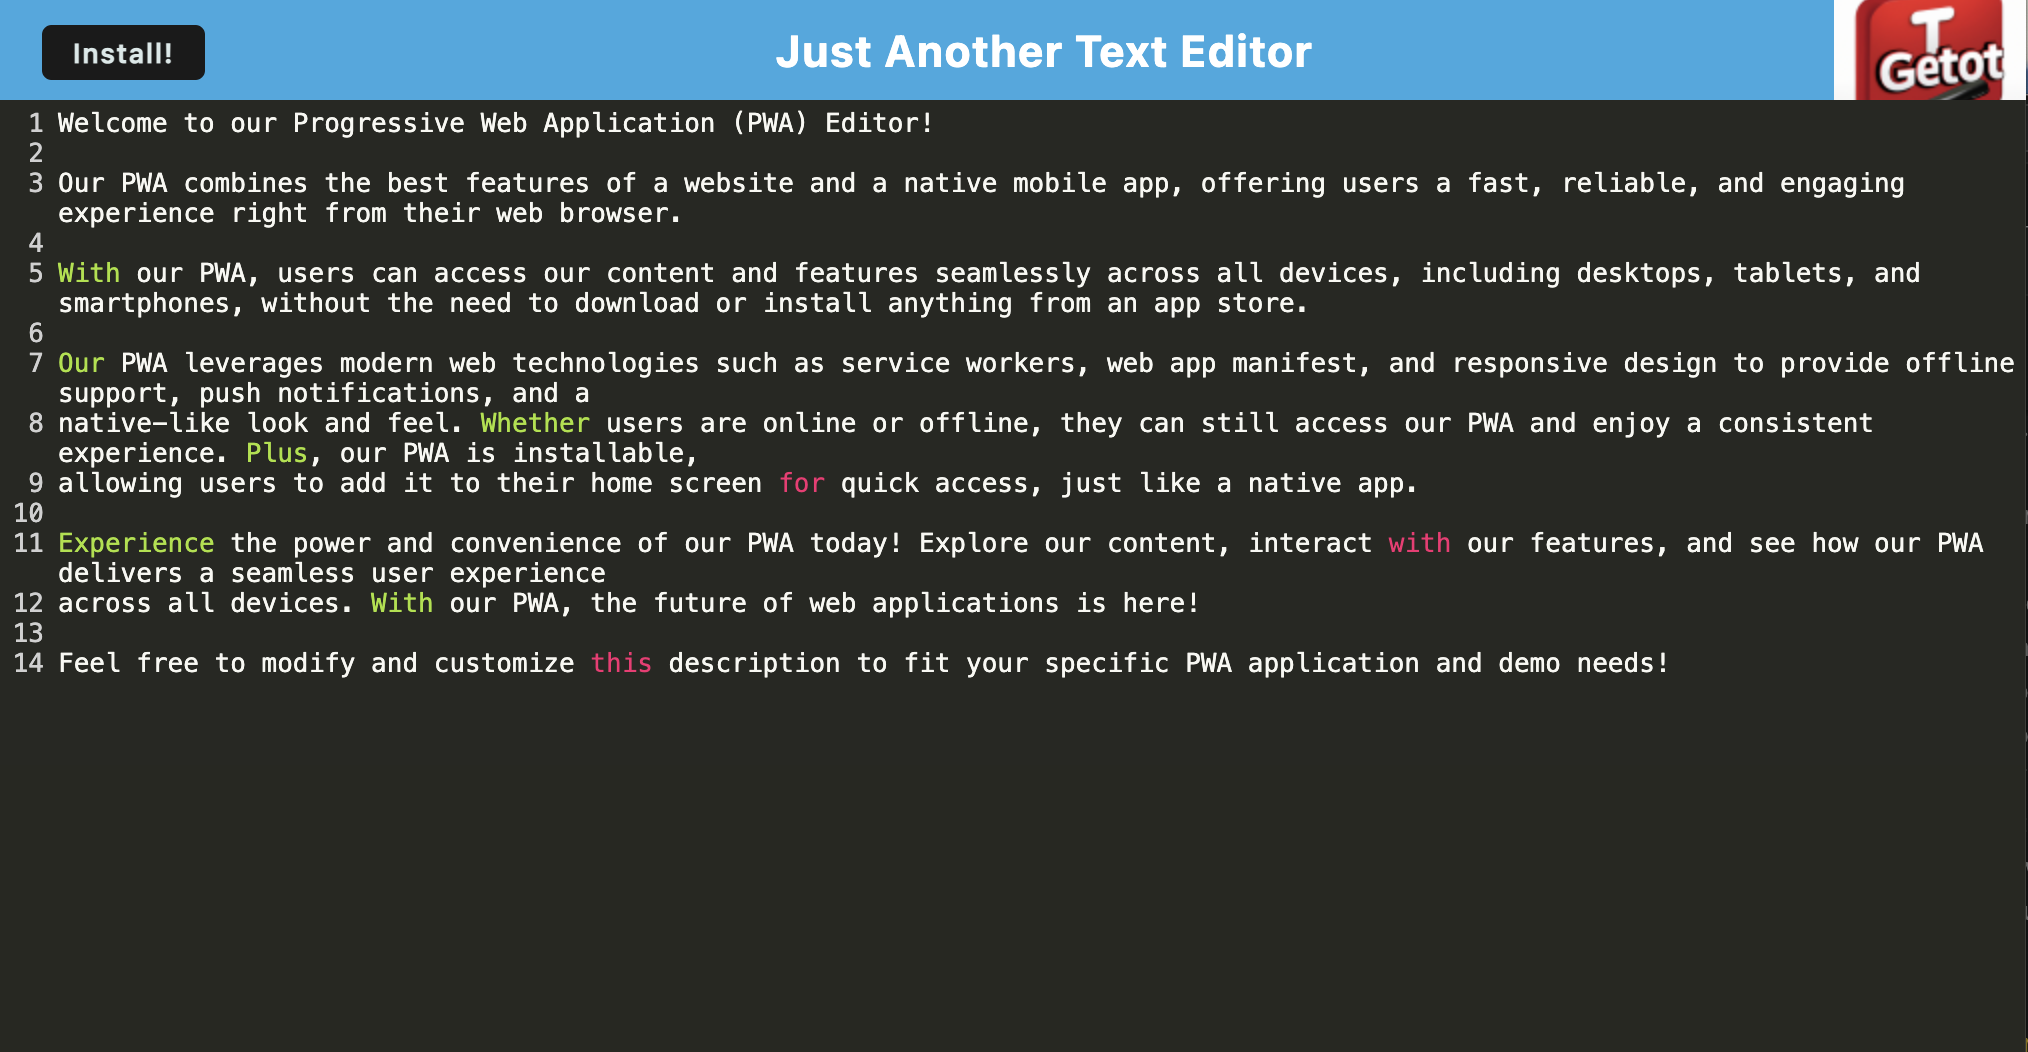 Install!
Just Another Text Editor
T
Getot
1 Welcome to our Progressive Web Application (PWA) Editor!
2
3 Our PWA combines the best features of a website and a native mobile app, offering users a fast, reliable, and engaging
experience right from their web browser.
4
5 With our PWA, users can access our content and features seamlessly across all devices, including desktops, tablets, and
smartphones, without the need to download or install anything from an app store.
6
7 Our PWA leverages modern web technologies such as service workers, web app manifest, and responsive design to provide offline
support, push notifications, and a
8 native-like look and feel. Whether users are online or offline, they can still access our PWA and enjoy a consistent
experience. Plus, our PWA is installable,
9 allowing users to add it to their home screen for quick access, just like a native app.
10
11 Experience the power and convenience of our PWA today! Explore our content, interact with our features, and see how our PWA
delivers a seamless user experience
12 across all devices. With our PWA, the future of web applications is here!
13
14 Feel free to modify and customize this description to fit your specific PWA application and demo needs!